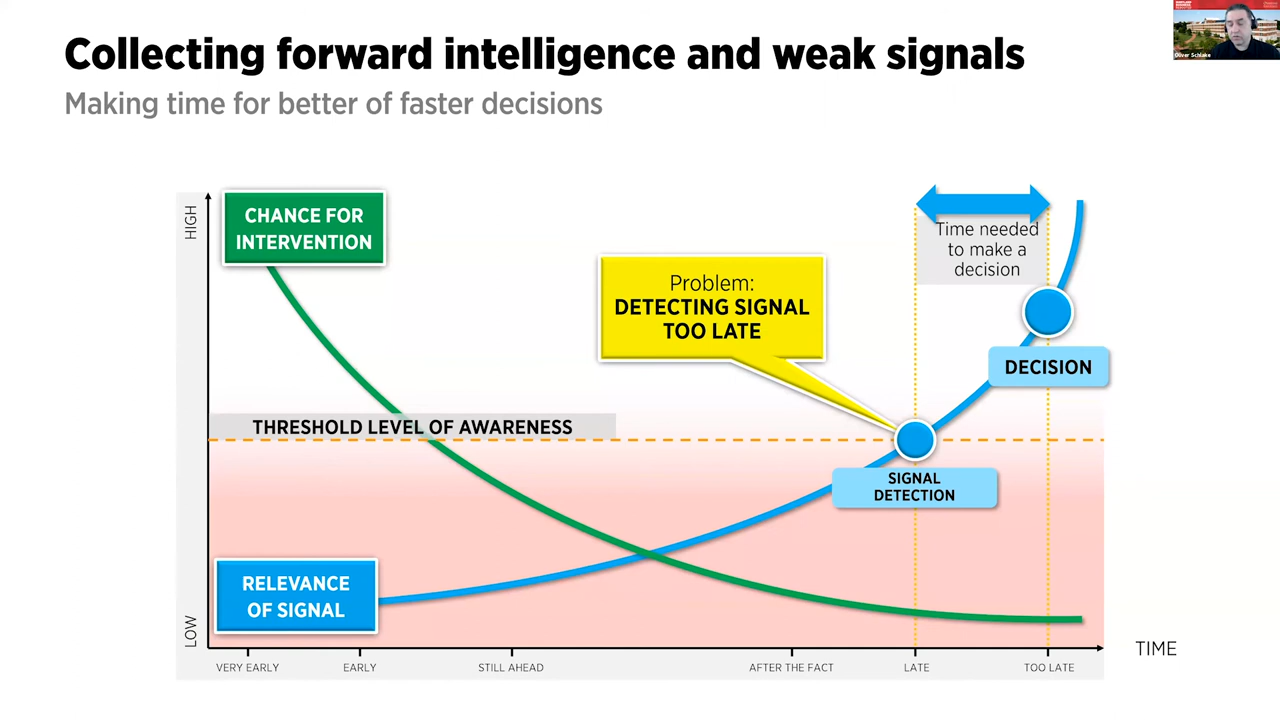 Collecting forward intelligence and weak signals
Making time for better of faster decisions
Oliver Schlake
HIGH
CHANCE FOR
INTERVENTION
Time needed
to make a
decision
Problem:
DETECTING SIGNAL
TOO LATE
DECISION
THRESHOLD LEVEL OF AWARENESS
SIGNAL
DETECTION
RELEVANCE
OF SIGNAL
LOW
TIME
VERY EARLY
EARLY
STILL AHEAD
AFTER THE FACT
LATE
TOO LATE